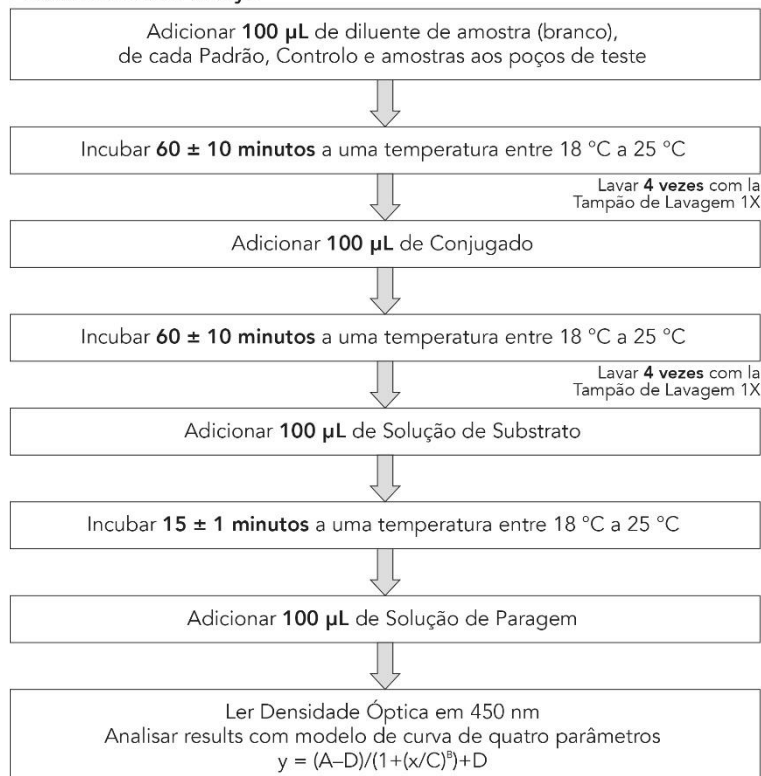 Adicionar 100 µL de diluente de amostra (branco),
de cada Padrão, Controlo e amostras aos poços de teste
Incubar 60 ± 10 minutos a uma temperatura entre 18 °C a 25 °C
Lavar 4 vezes com la
Tampão de Lavagem 1X
Adicionar 100 µL de Conjugado
Incubar 60 ± 10 minutos a uma temperatura entre 18 °C a 25 °C
Lavar 4 vezes com la
Tampão de Lavagem 1X
Adicionar 100 µL de Solução de Substrato
Incubar 15 ± 1 minutos a uma temperatura entre 18 °C a 25 °C
Adicionar 100 µL de Solução de Paragem
Ler Densidade Óptica em 450 nm
Analisar results com modelo de curva de quatro parâmetros
y = (A–D)/(1+(x/C)ᴮ)+D